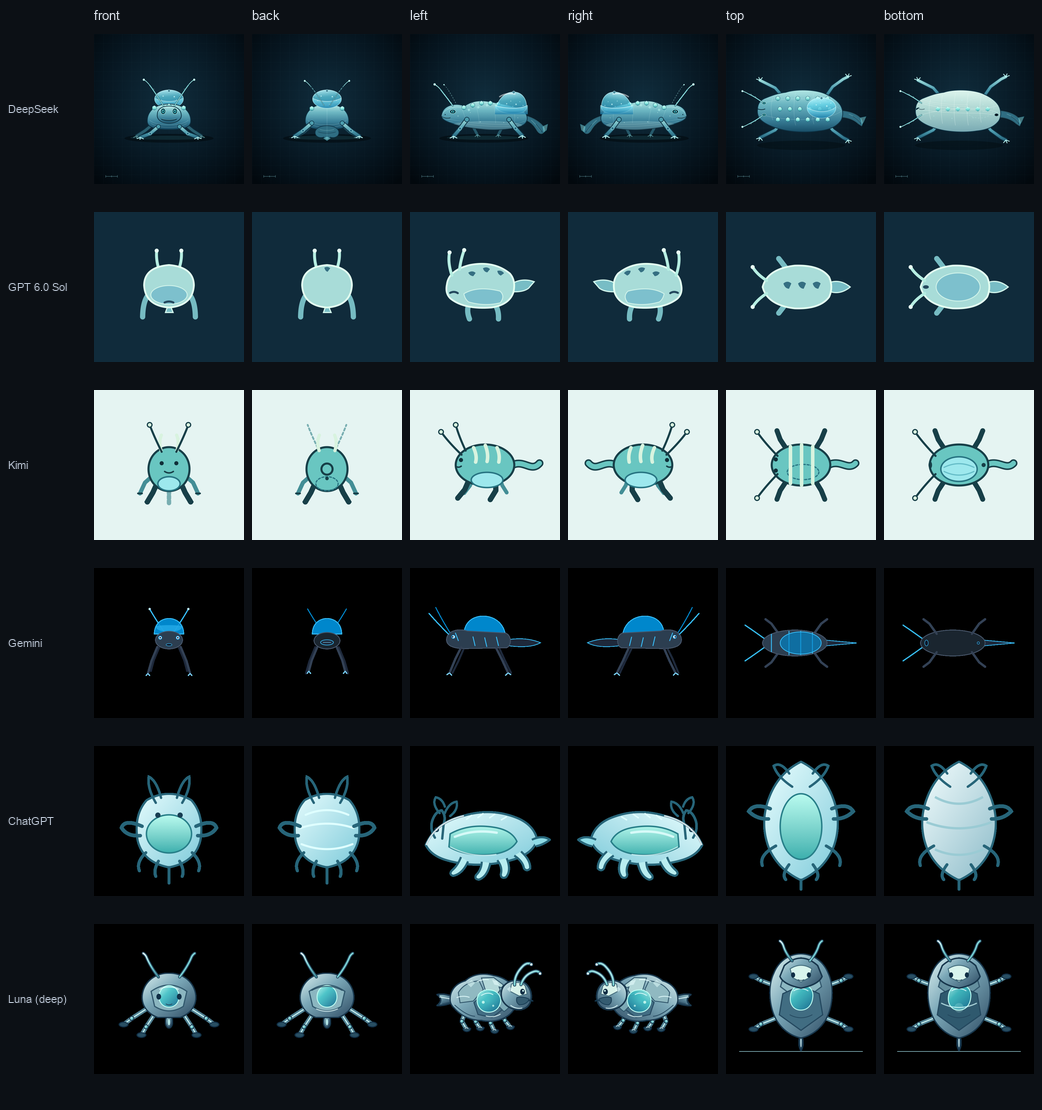 front back left right top bottom
DeepSeek
GPT 6.0 Sol
Kimi
Gemini
ChatGPT
Luna (deep)